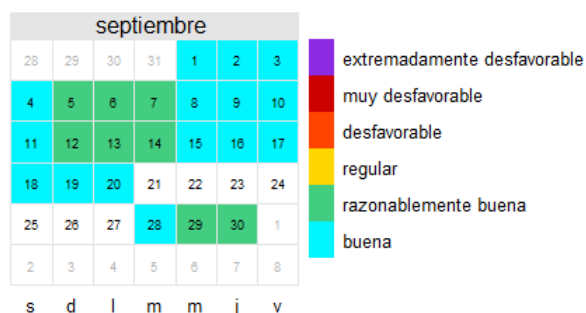 septiembre
28 29 30 31 1 2 3
4 5 6 7 8 9 10
11 12 13 14 15 16 17
18 19 20 21 22 23 24
25 26 27 28 29 30 1
2 3 4 5 6 7 8
s d l m m j v
extremadamente desfavorable
muy desfavorable
desfavorable
regular
razonablemente buena
buena